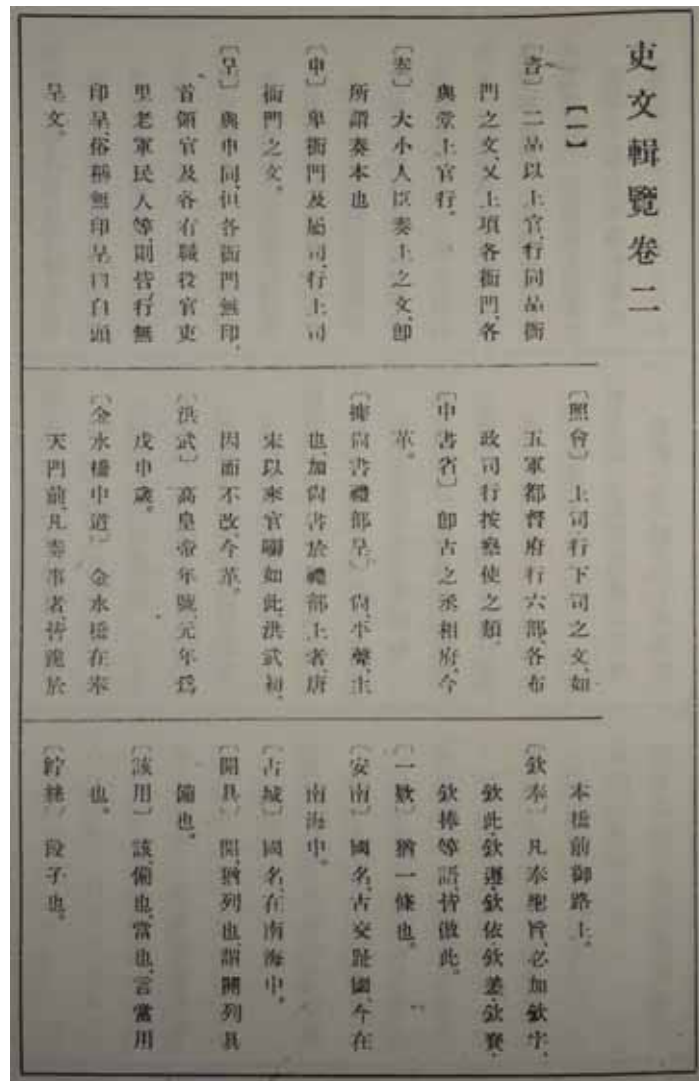 吏文輯覽卷二
【一】
〔咨〕 二品以上官、行同品衙
門之文、又上項各衙門、各
與堂上官行、
〔奏〕 大小人臣奏上之文、卽
所謂奏本也
〔申〕 卑衙門及屬司、行上司
衙門之文。
〔呈〕 與申同、但各衙門無印、
首領官及各有職役官吏
里老軍民人等、則皆行無
印呈、俗稱無印呈曰白頭
呈文。
〔照會〕 上司行下司之文、如
五軍都督府行六部、各布
政司行按察使之類、
〔中書省〕 卽古之丞相府、今
革。
〔擬尙書禮部呈〕 尙、平聲、主
也、加尙書於禮部上者、唐
宋以來官職如此、洪武初、
因而不改、今革。
〔洪武〕 高皇帝年號、元年爲
戊申歲。
〔金水橋中道〕 金水橋在奉
天門前、凡奏事者、皆跪於
本橋前御路上。
〔欽奉〕 凡奉聖旨、必加欽字、
欽此、欽遵、欽依、欽差、欽賚、
欽捧等語、皆倣此。
〔一款〕 猶一條也。
〔安南〕 國名、古交趾國、今在
南海中。
〔占城〕 國名、在南海中。
〔開具〕 開、猶列也、謂開列具
備也。
〔該用〕 該、備也、當也、言當用
也。
〔紵絲〕 段子也。